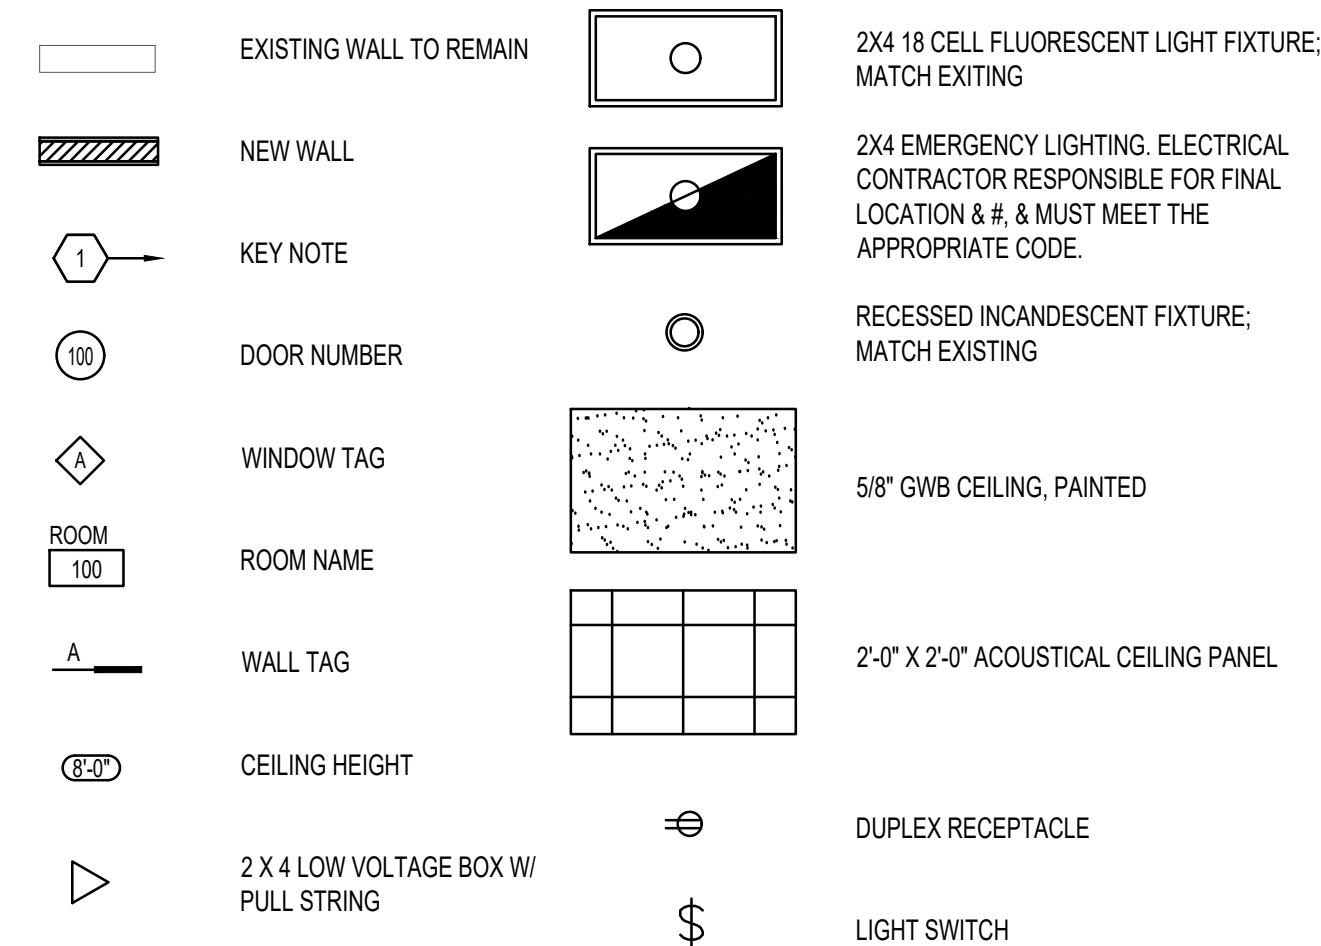 EXISTING WALL TO REMAIN
NEW WALL
1
KEY NOTE
100
DOOR NUMBER
A
WINDOW TAG
ROOM
100
ROOM NAME
A
WALL TAG
8'-0"
CEILING HEIGHT
2 X 4 LOW VOLTAGE BOX W/
PULL STRING
2X4 18 CELL FLUORESCENT LIGHT FIXTURE;
MATCH EXITING
2X4 EMERGENCY LIGHTING. ELECTRICAL
CONTRACTOR RESPONSIBLE FOR FINAL
LOCATION & #, & MUST MEET THE
APPROPRIATE CODE.
RECESSED INCANDESCENT FIXTURE;
MATCH EXISTING
5/8" GWB CEILING, PAINTED
2'-0" X 2'-0" ACOUSTICAL CEILING PANEL
DUPLEX RECEPTACLE
$
LIGHT SWITCH